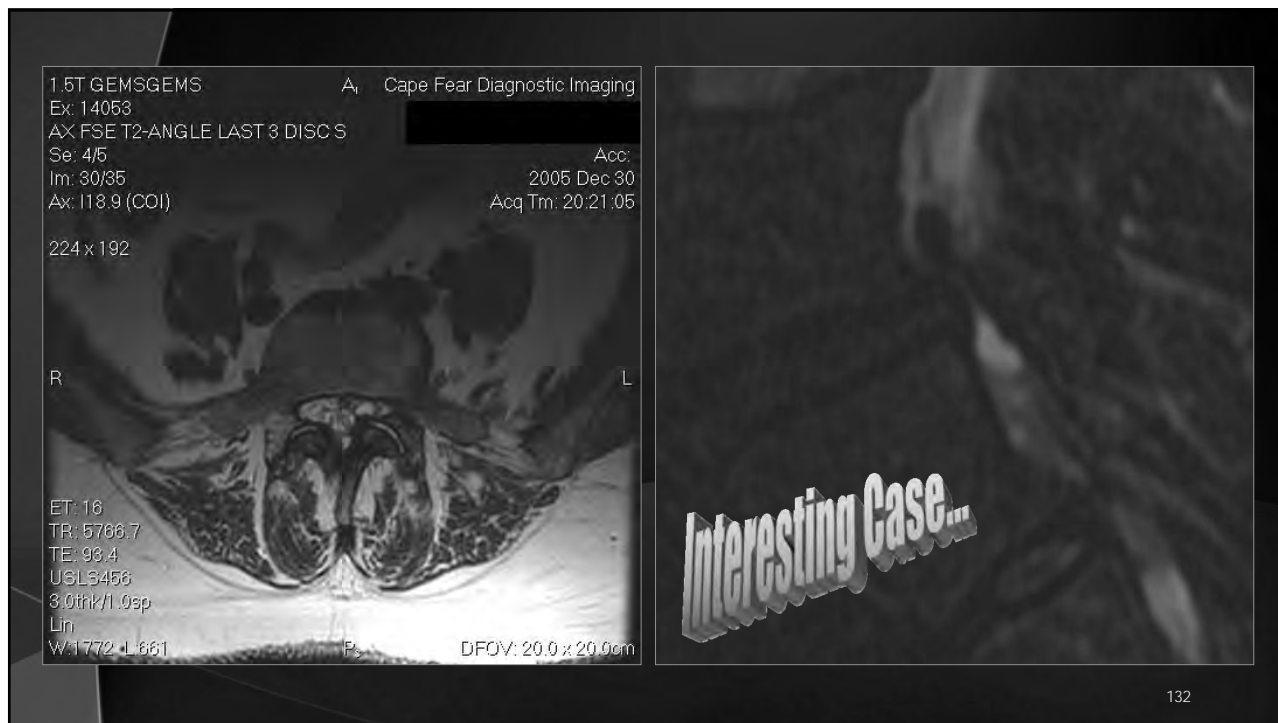 1.5T GEMSGEMS
Ex: 14053
AX FSE T2-ANGLE LAST 3 DISC S
Se: 4/5
Im: 30/35
Ax: I18.9 (COI)
224 x 192
A
Cape Fear Diagnostic Imaging
Acc:
2005 Dec 30
Acq Tm: 20:21:05
R
L
ET: 16
TR: 5766.7
TE: 93.4
USLS456
3.0thk/1.0sp
Lin
W:1772 L:661
DFOV: 20.0 x 20.0cm
Interesting Case...
132